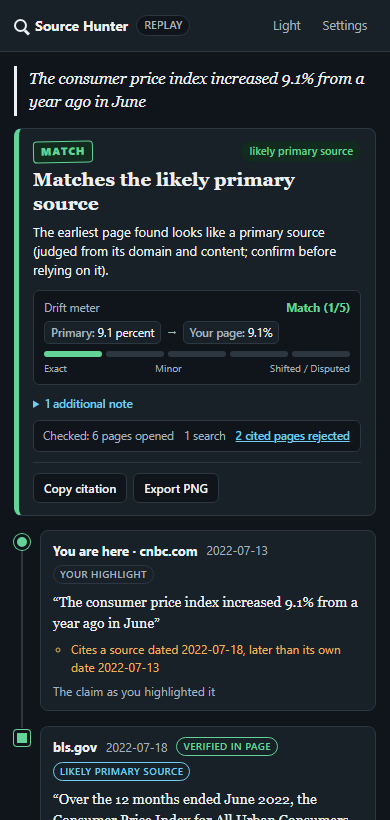 Source Hunter REPLAY Light Settings
The consumer price index increased 9.1% from a
year ago in June
MATCH likely primary source
Matches the likely primary
source
The earliest page found looks like a primary source
(judged from its domain and content; confirm before
relying on it).
Drift meter Match (1/5)
Primary: 9.1 percent → Your page: 9.1%
Exact Minor Shifted / Disputed
▶ 1 additional note
Checked: 6 pages opened 1 search 2 cited pages rejected
Copy citation Export PNG
You are here · cnbc.com 2022-07-13
YOUR HIGHLIGHT
“The consumer price index increased 9.1% from a
year ago in June”
Cites a source dated 2022-07-18, later than its own
date 2022-07-13
The claim as you highlighted it
bls.gov 2022-07-18 VERIFIED IN PAGE
LIKELY PRIMARY SOURCE
“Over the 12 months ended June 2022, the
Consumer Price Index for All Urban Consumers